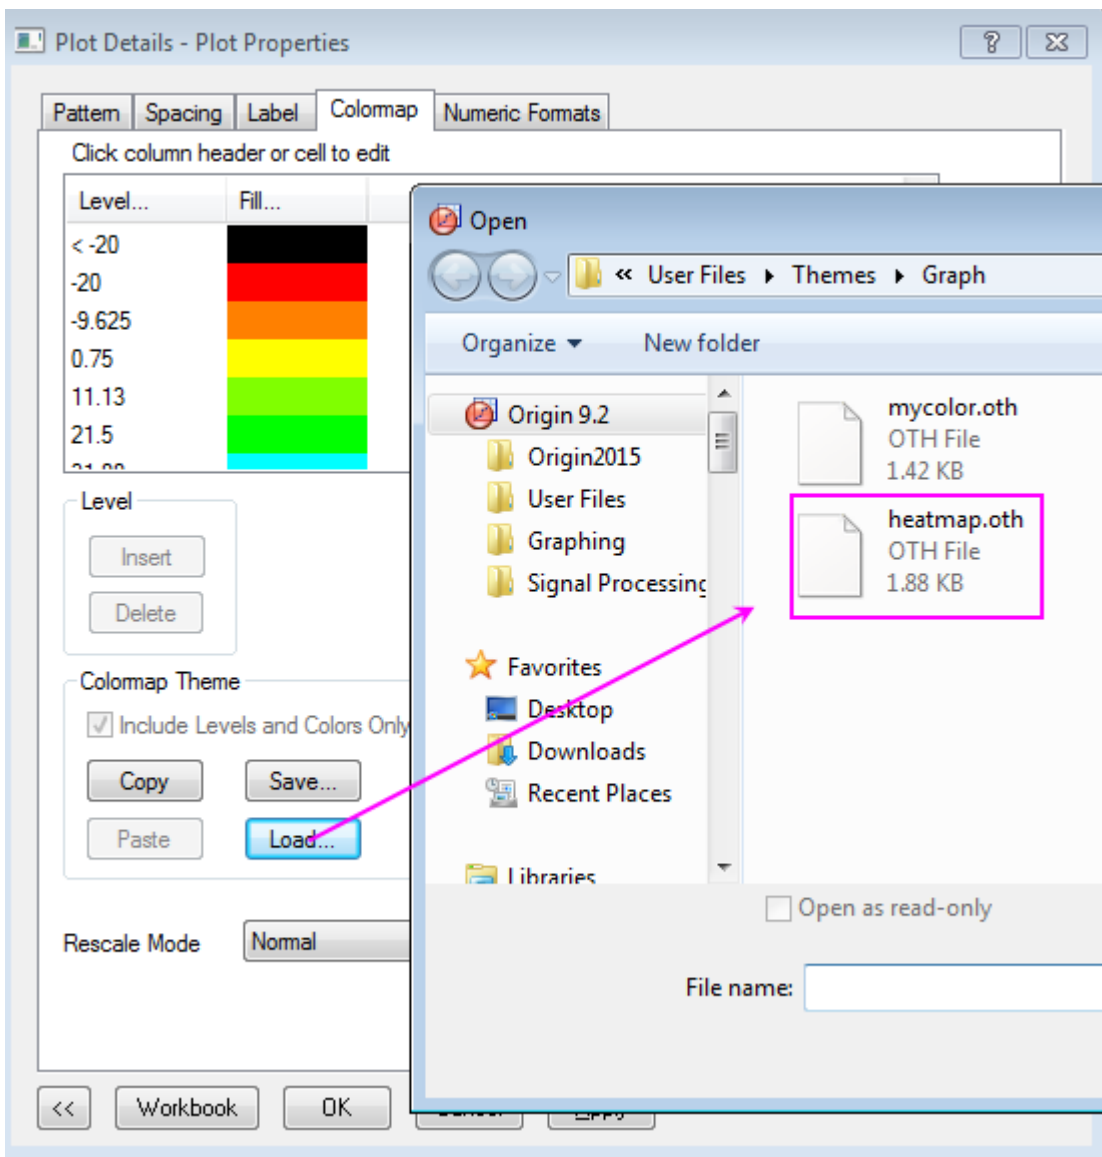 Plot Details - Plot Properties
Pattern Spacing Label Colormap Numeric Formats
Click column header or cell to edit
Level... Fill...
< -20
-20
-9.625
0.75
11.13
21.5
Level
Insert
Delete
Colormap Theme
Include Levels and Colors Only
Copy Save...
Paste Load...
Rescale Mode Normal
<< Workbook OK
Open
« User Files Themes Graph
Organize New folder
Origin 9.2
Origin2015
User Files
Graphing
Signal Processing
Favorites
Desktop
Downloads
Recent Places
Libraries
mycolor.oth
OTH File
1.42 KB
heatmap.oth
OTH File
1.88 KB
Open as read-only
File name: